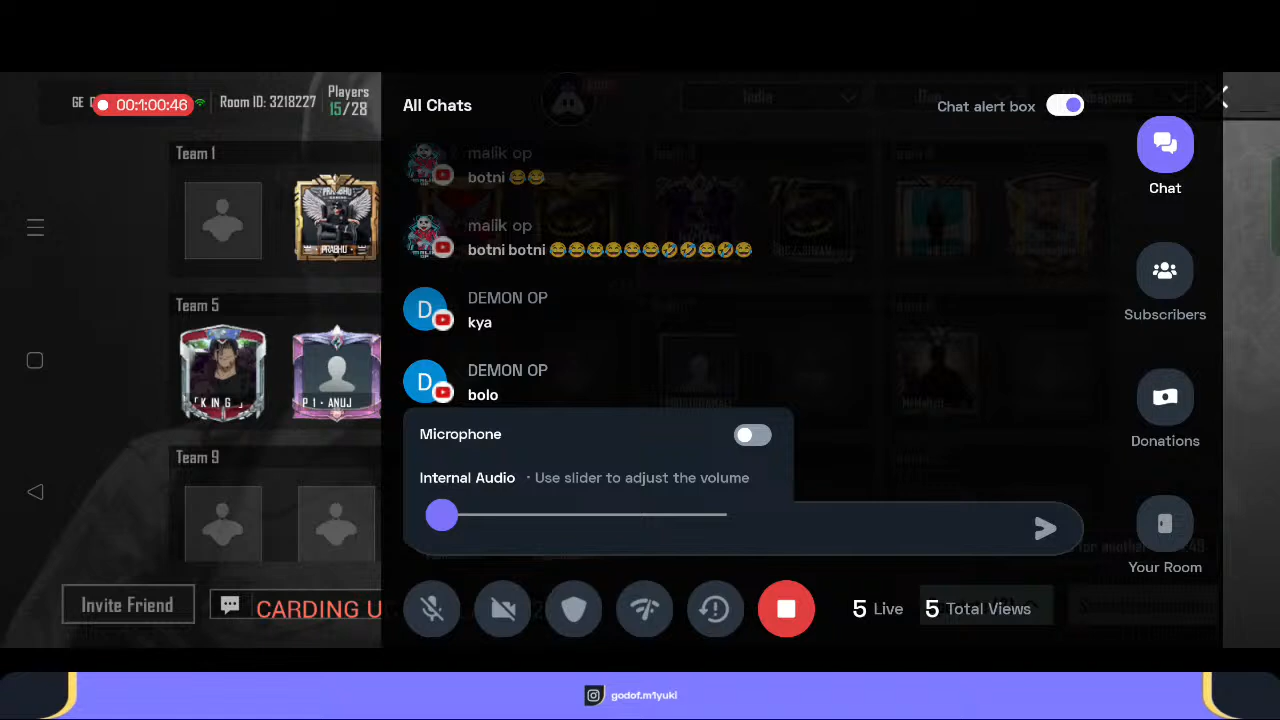 00:1:00:46
Room ID: 3218227
Players
15/28
All Chats
Chat alert box
Team 1
malik op
botni 😂😂
Chat
malik op
botni botni 😂😂😂😂😂😂🤣🤣😂🤣😂
Subscribers
Team 5
DEMON OP
kya
DEMON OP
bolo
Donations
Microphone
Team 9
Internal Audio · Use slider to adjust the volume
Your Room
Invite Friend
CARDING U
5 Live
5 Total Views
godof.m1yuki